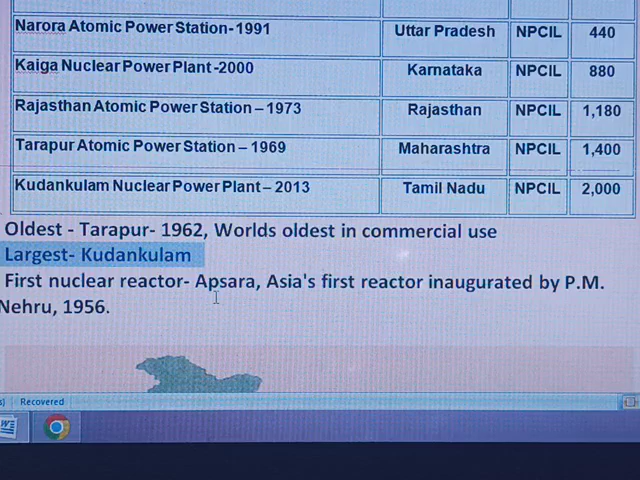 Narora Atomic Power Station-1991 Uttar Pradesh NPCIL 440
Kaiga Nuclear Power Plant -2000 Karnataka NPCIL 880
Rajasthan Atomic Power Station – 1973 Rajasthan NPCIL 1,180
Tarapur Atomic Power Station – 1969 Maharashtra NPCIL 1,400
Kudankulam Nuclear Power Plant – 2013 Tamil Nadu NPCIL 2,000
Oldest - Tarapur- 1962, Worlds oldest in commercial use
Largest- Kudankulam
First nuclear reactor- Apsara, Asia's first reactor inaugurated by P.M.
Nehru, 1956.
s) Recovered
W